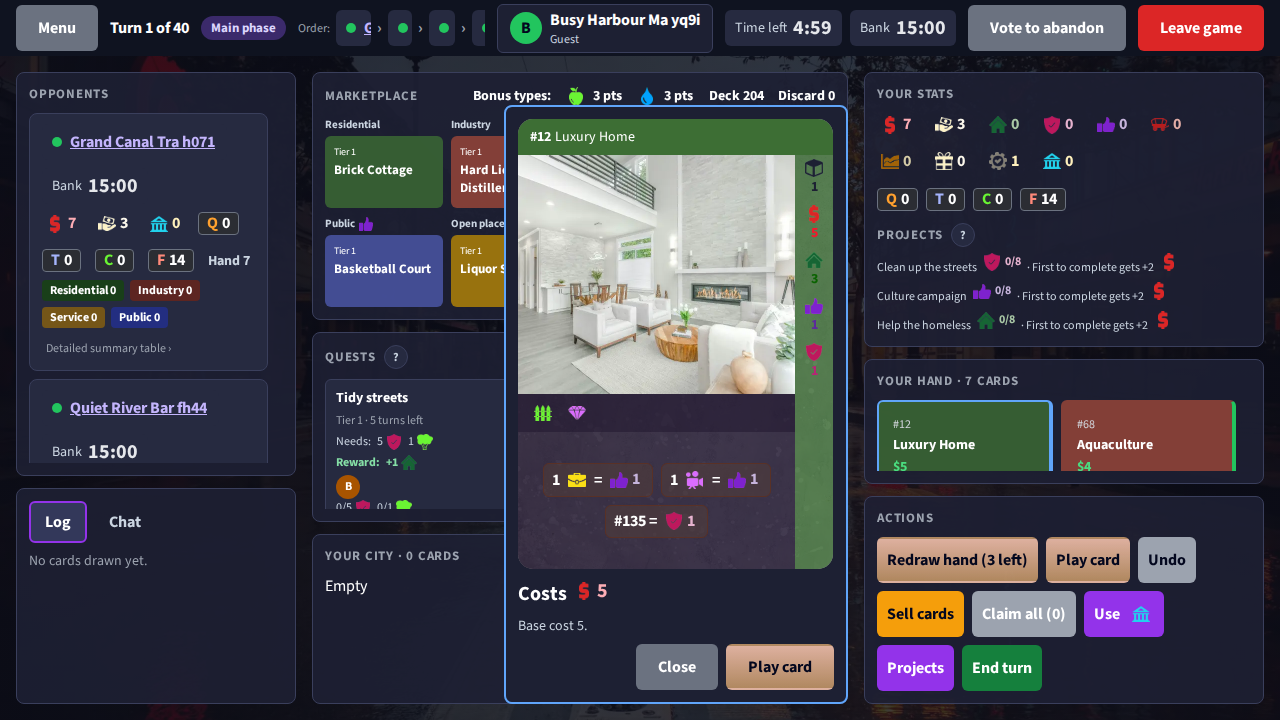 Menu
Turn 1 of 40
Main phase
Order:
G
›
›
›
B
Busy Harbour Ma yq9i
Guest
Time left 4:59
Bank 15:00
Vote to abandon
Leave game
OPPONENTS
Grand Canal Tra h071
Bank 15:00
7
3
0
Q 0
T 0
C 0
F 14
Hand 7
Residential 0
Industry 0
Service 0
Public 0
Detailed summary table ›
Quiet River Bar fh44
Bank 15:00
Log
Chat
No cards drawn yet.
MARKETPLACE
Bonus types:
3 pts
3 pts
Deck 204
Discard 0
Residential
Industry
Tier 1
Brick Cottage
Tier 1
Distille
Public
Open place
Tier 1
Basketball Court
Tier 1
Liquor S
QUESTS
?
Tidy streets
Tier 1 · 5 turns left
Needs: 5 1
Reward: +1
B
0/5 0/1
YOUR CITY · 0 CARDS
Empty
#12 Luxury Home
1
5
3
1
1
1 = 1
1 = 1
#135 = 1
Costs $ 5
Base cost 5.
Close
Play card
YOUR STATS
7
3
0
0
0
0
0
0
1
0
Q 0
T 0
C 0
F 14
PROJECTS
?
Clean up the streets 0/8 · First to complete gets +2
Culture campaign 0/8 · First to complete gets +2
Help the homeless 0/8 · First to complete gets +2
YOUR HAND · 7 CARDS
#12
Luxury Home
$5
#68
Aquaculture
$4
ACTIONS
Redraw hand (3 left)
Play card
Undo
Sell cards
Claim all (0)
Use
Projects
End turn